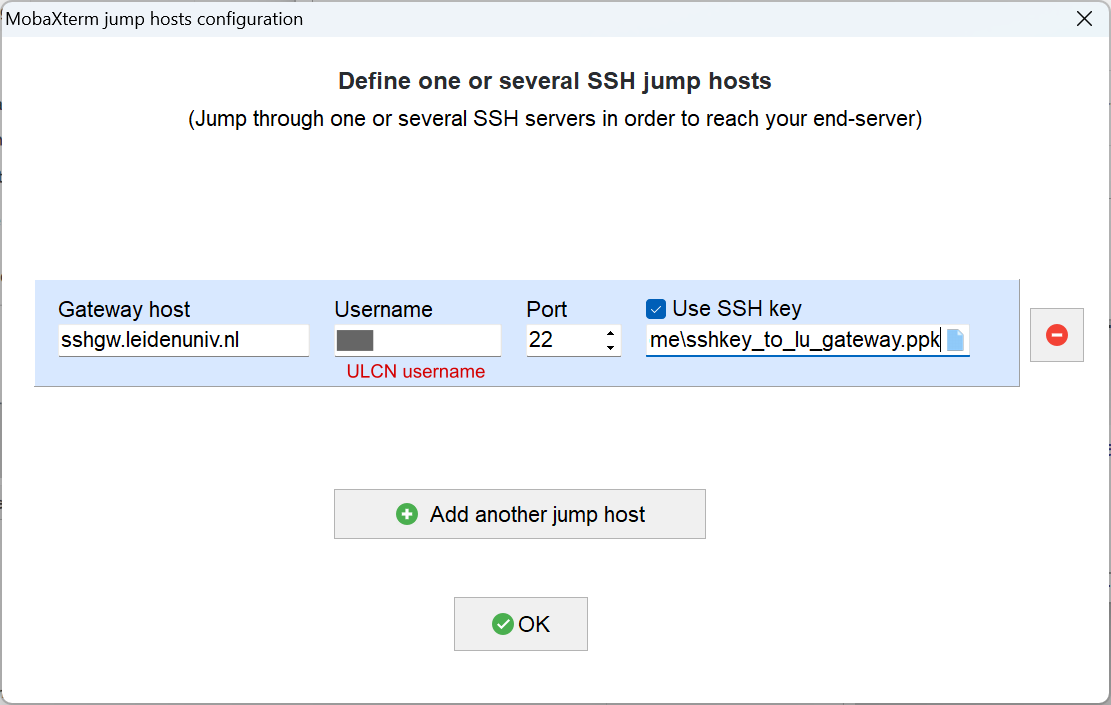 MobaXterm jump hosts configuration
Define one or several SSH jump hosts
(Jump through one or several SSH servers in order to reach your end-server)
Gateway host Username Port Use SSH key
sshgw.leidenuniv.nl 22 me\sshkey_to_lu_gateway.ppk
ULCN username
Add another jump host
OK